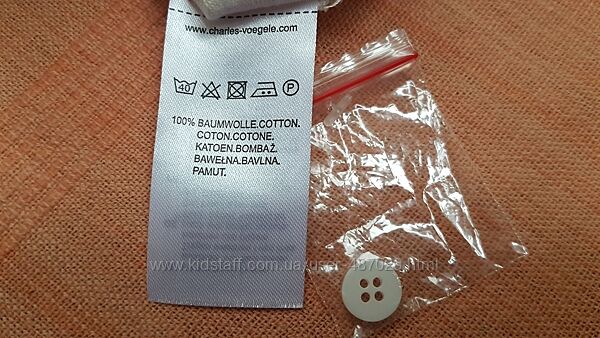 www.charles-voegele.com
40 P
100% BAUMWOLLE.COTTON.
COTON.COTONE.
KATOEN.BOMBAŽ.
BAWEŁNA.BAVLNA.
PAMUT.